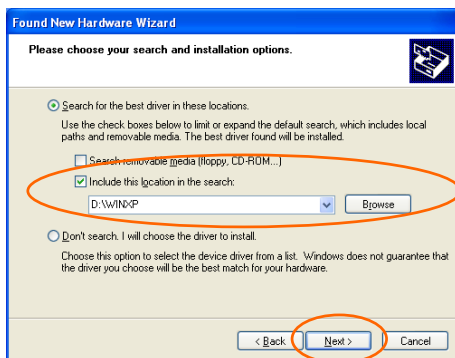 Found New Hardware Wizard
Please choose your search and installation options.
Search for the best driver in these locations.
Use the check boxes below to limit or expand the default search, which includes local
paths and removable media. The best driver found will be installed.
Search removable media (floppy, CD-ROM...)
Include this location in the search:
D:\WINXP
Browse
Don't search. I will choose the driver to install.
Choose this option to select the device driver from a list. Windows does not guarantee that
the driver you choose will be the best match for your hardware.
< Back
Next >
Cancel